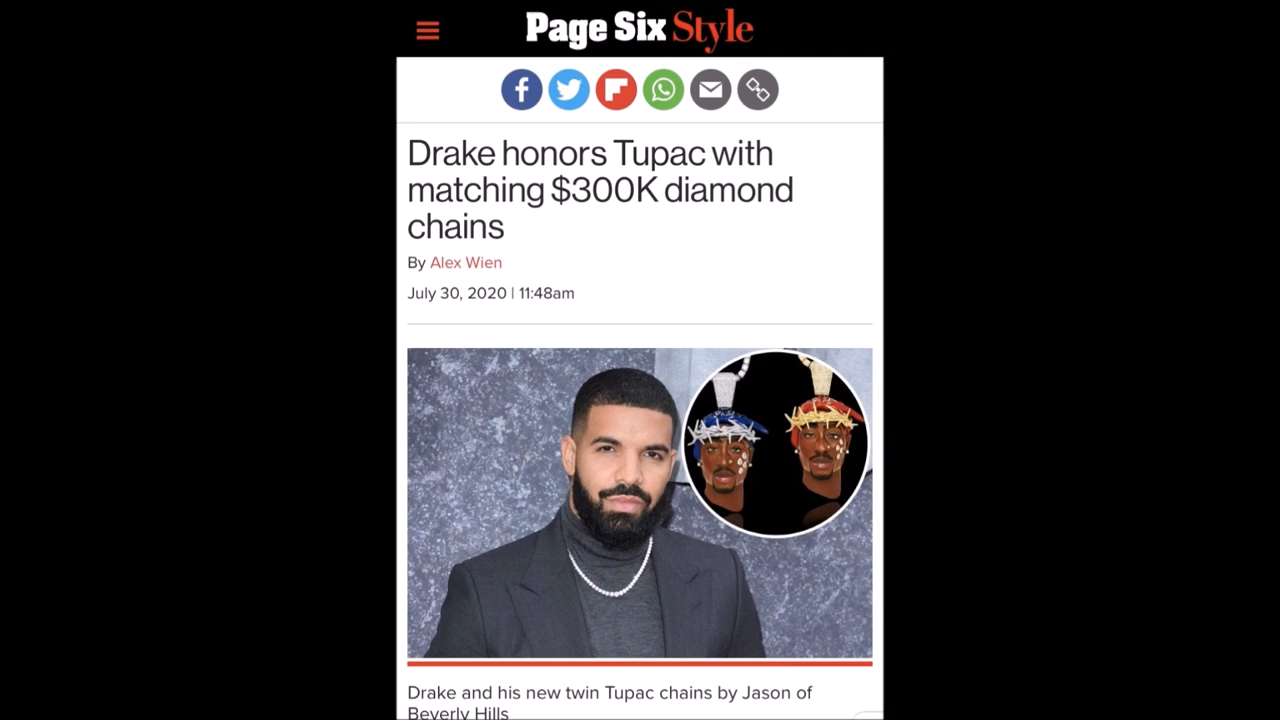 Page Six Style
Drake honors Tupac with
matching $300K diamond
chains
By Alex Wien
July 30, 2020 | 11:48am
Drake and his new twin Tupac chains by Jason of
Beverly Hills